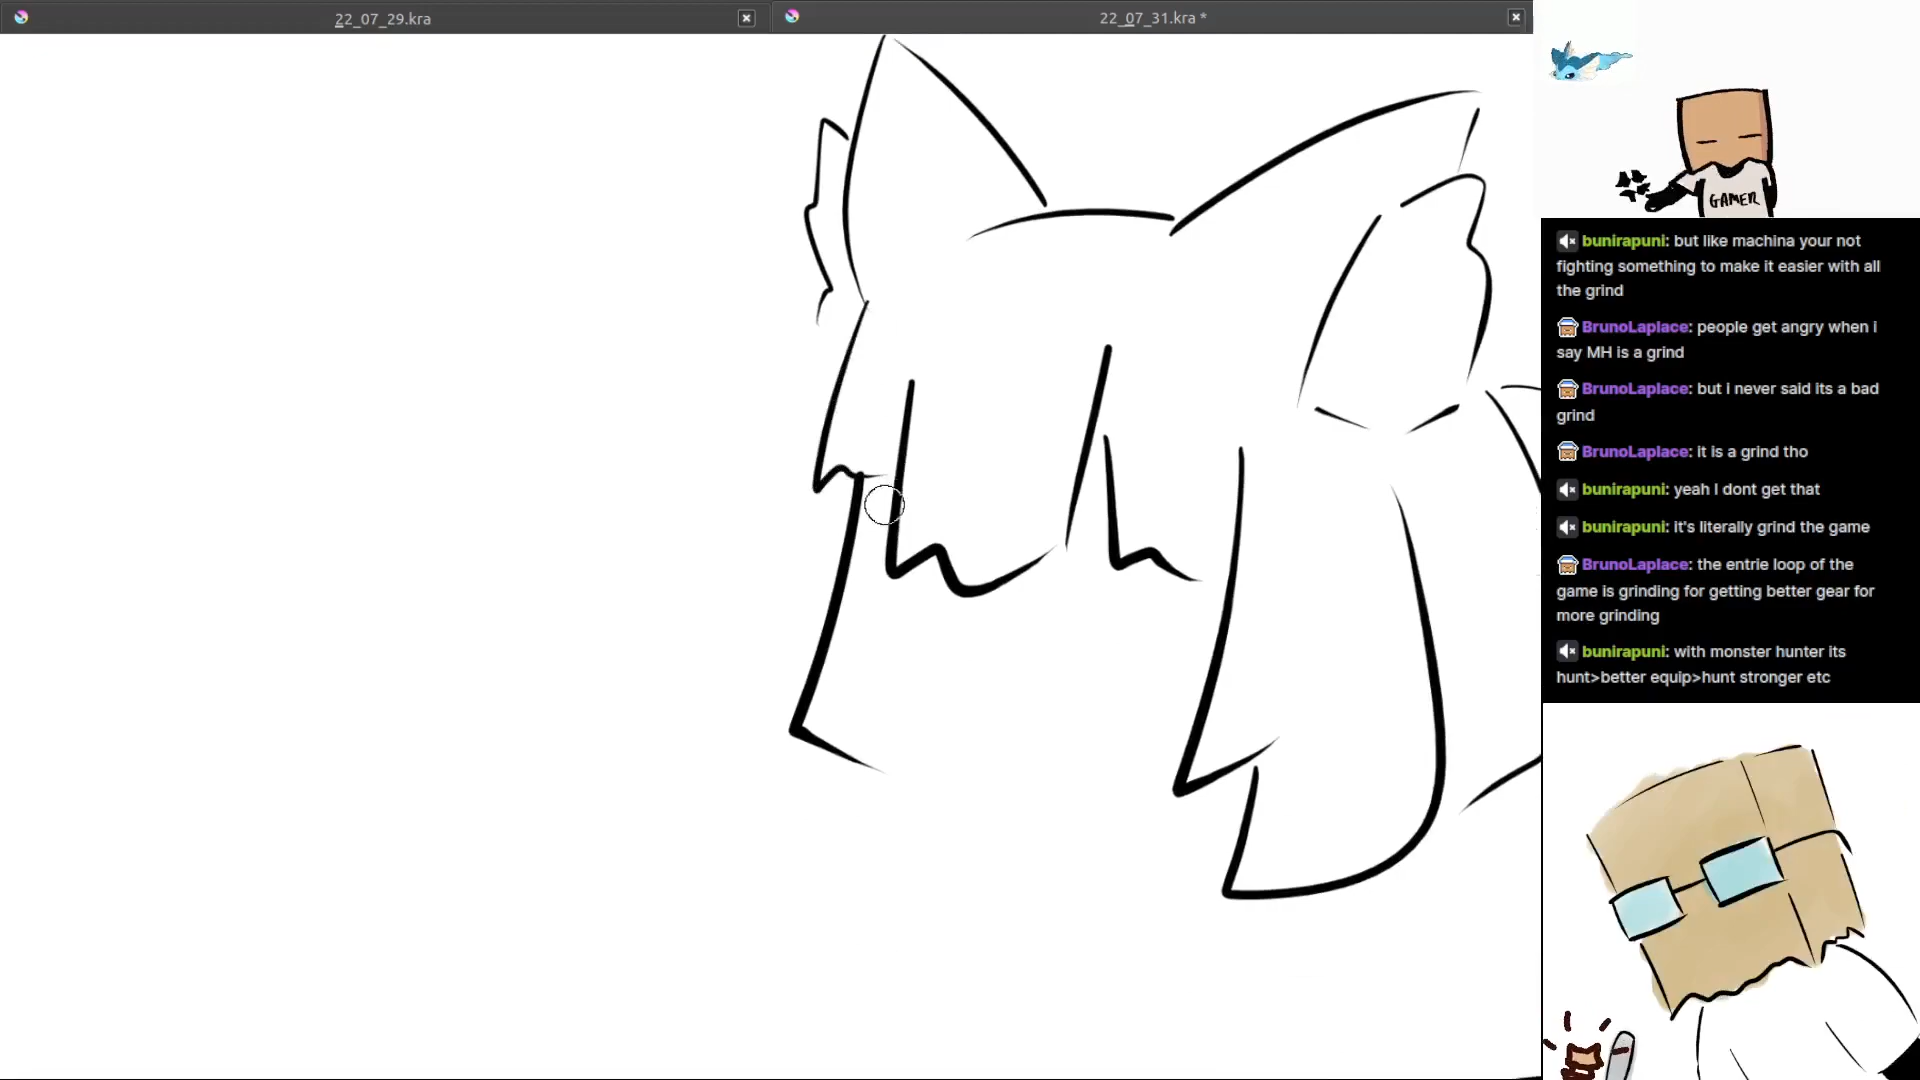 22_07_29.kra
22_07_31.kra *
GAMER
bunirapuni: but like machina your not
fighting something to make it easier with all
the grind
BrunoLaplace: people get angry when i
say MH is a grind
BrunoLaplace: but i never said its a bad
grind
BrunoLaplace: it is a grind tho
bunirapuni: yeah I dont get that
bunirapuni: it's literally grind the game
BrunoLaplace: the entrie loop of the
game is grinding for getting better gear for
more grinding
bunirapuni: with monster hunter its
hunt>better equip>hunt stronger etc